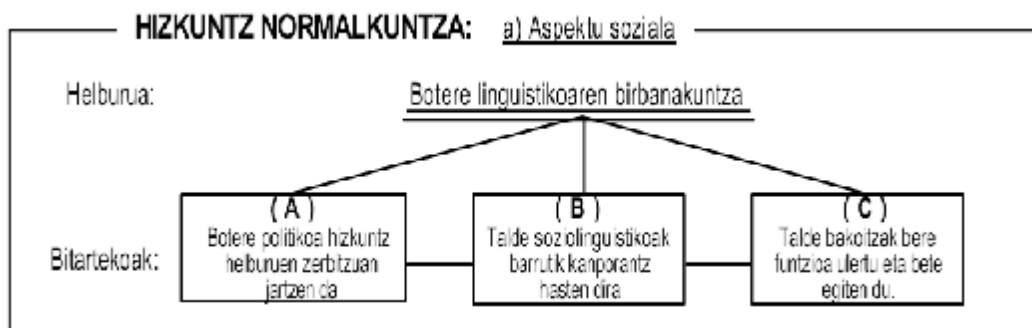 HIZKUNTZ NORMALKUNTZA: a) Aspektu soziala
Helburua:
Botere linguistikoaren birbanakuntza
Bitartekoak:
( A )
Botere politikoa hizkuntz
helburuen zerbitzuan
jartzen da
( B )
Talde soziolinguistikoak
barrutik kanporantz
hasten dira
( C )
Talde bakoitzak bere
funtzioa ulertu eta bete
egiten du.